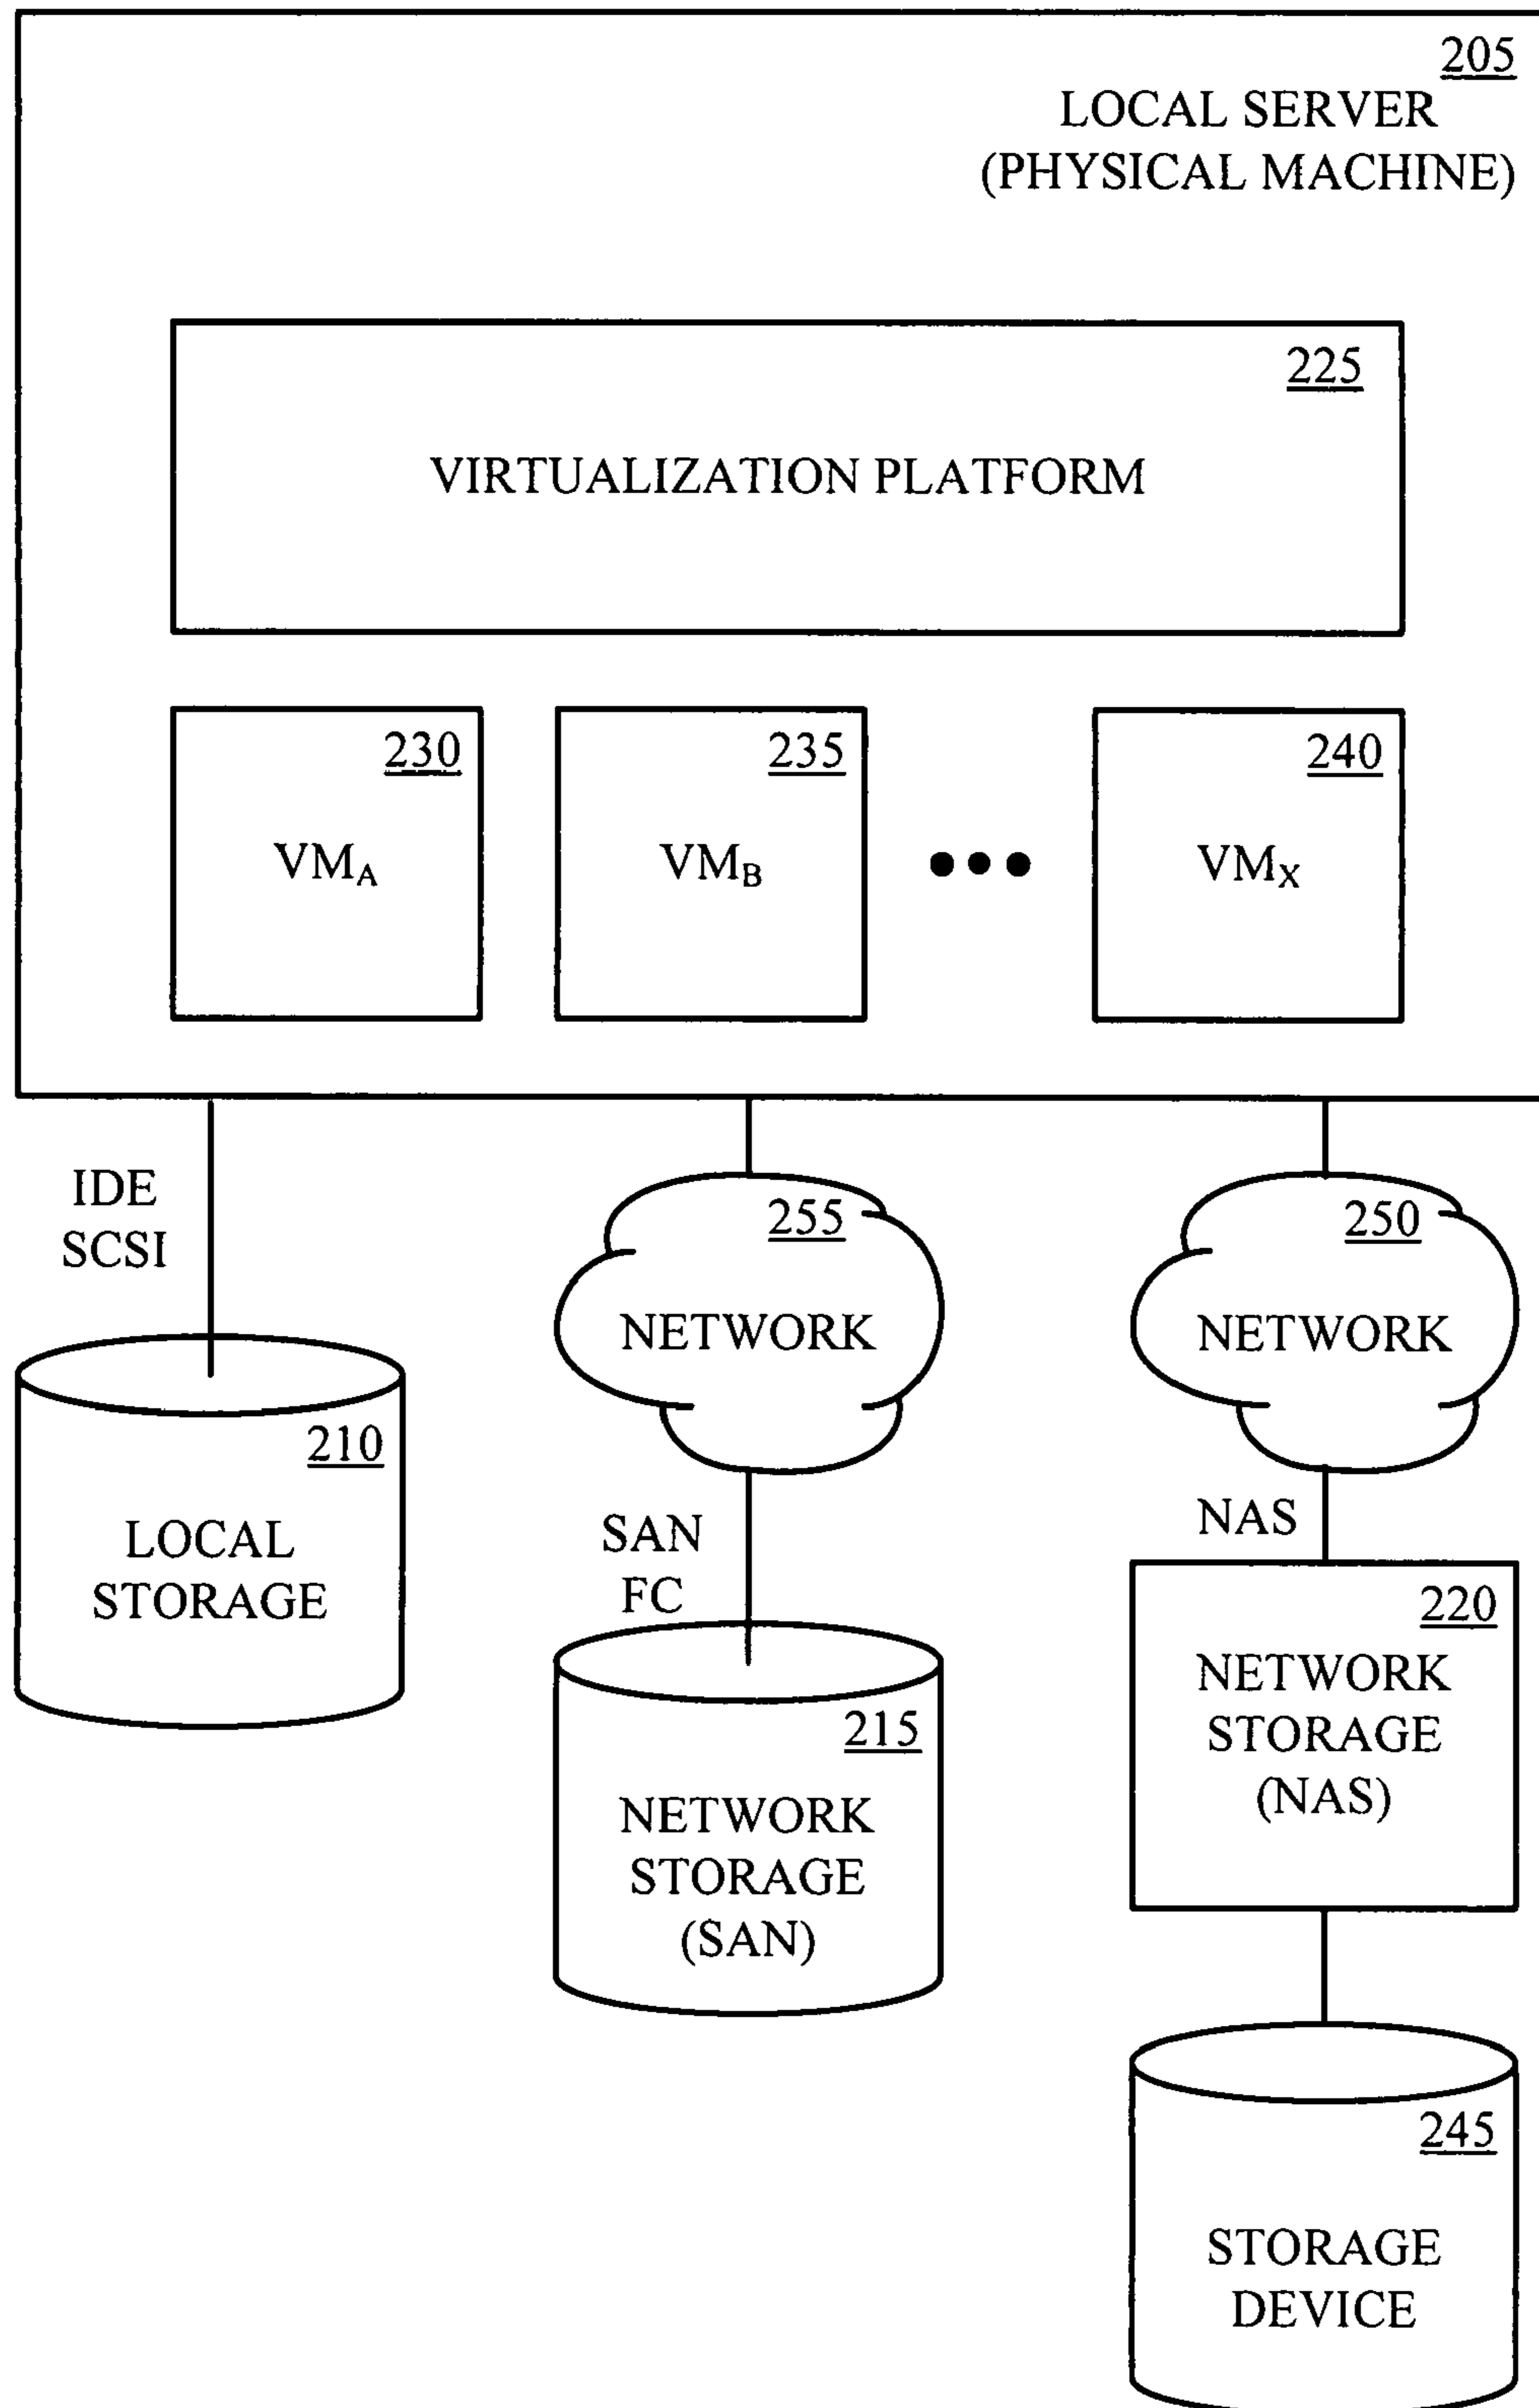 205
LOCAL SERVER
(PHYSICAL MACHINE)
225
VIRTUALIZATION PLATFORM
230
VMA
235
VMB
240
VMX
IDE
SCSI
255
NETWORK
250
NETWORK
210
LOCAL
STORAGE
SAN
FC
NAS
215
NETWORK
STORAGE
(SAN)
220
NETWORK
STORAGE
(NAS)
245
STORAGE
DEVICE